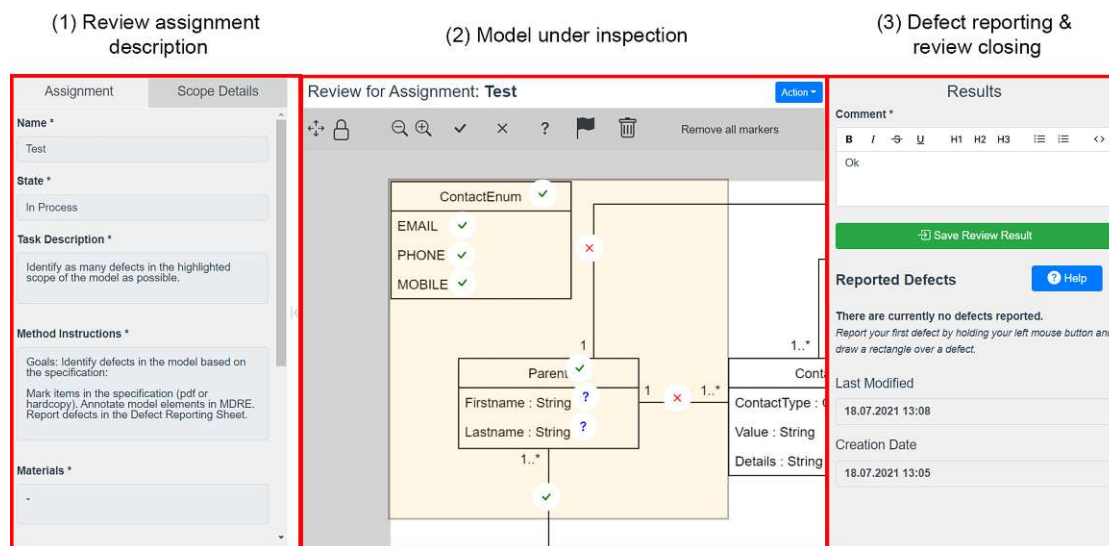 (1) Review assignment
description
(2) Model under inspection
(3) Defect reporting &
review closing
Assignment
Scope Details
Name *
Test
State *
In Process
Task Description *
Identify as many defects in the highlighted
scope of the model as possible.
Method Instructions *
Goals: Identify defects in the model based on
the specification:
Mark items in the specification (pdf or
hardcopy). Annotate model elements in MDRE.
Report defects in the Defect Reporting Sheet.
Materials *
-
Review for Assignment: Test
Action
?
Remove all markers
ContactEnum
EMAIL
PHONE
MOBILE
1
1..*
Parent
Firstname : String ?
Lastname : String ?
1
1..*
1..*
ContactType :
Value : String
Details : String
Results
Comment *
B I S U H1 H2 H3 <>
Ok
Save Review Result
Reported Defects
? Help
There are currently no defects reported.
Report your first defect by holding your left mouse button and
draw a rectangle over a defect.
Last Modified
18.07.2021 13:08
Creation Date
18.07.2021 13:05